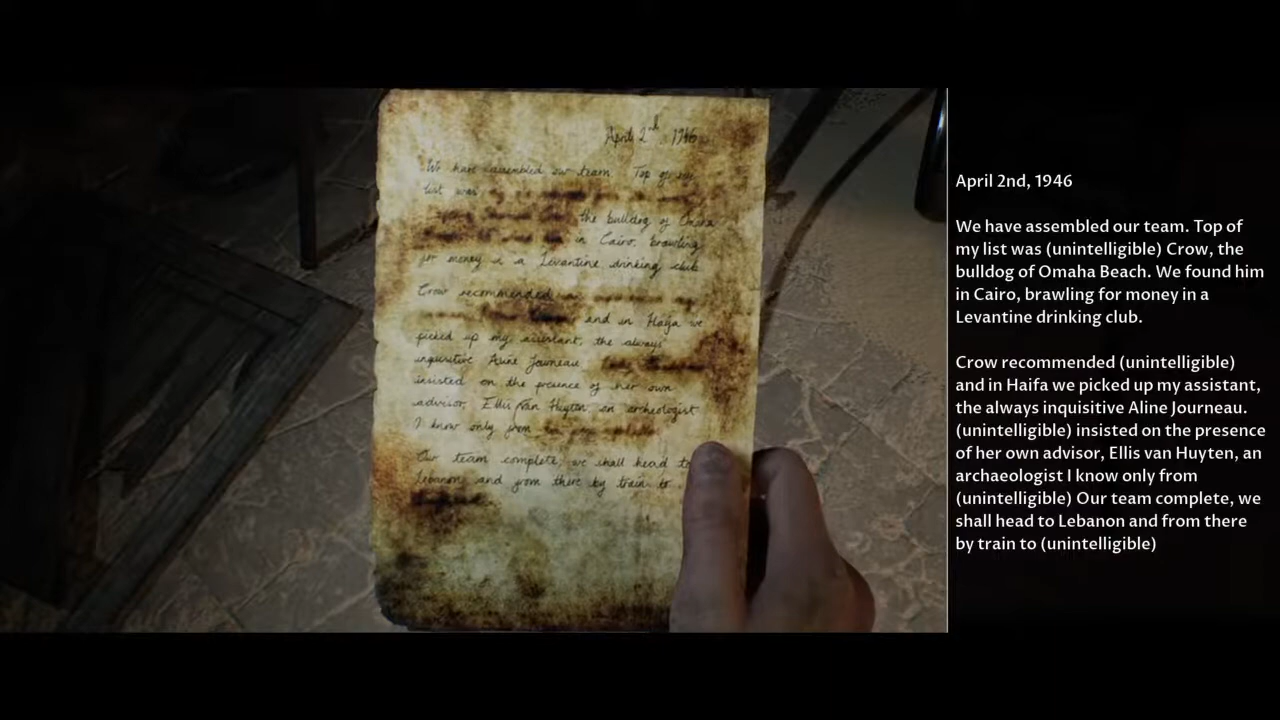 April 2nd 1946
We have assembled our team. Top of my
list was
the bulldog of Omaha
in Cairo, brawling
for money in a Levantine drinking club
Crow recommended
and in Haifa we
picked up my assistant, the always
inquisitive Aline Journeau
insisted on the presence of her own
advisor, Ellis van Huyten, an archeologist
I know only from
Our team complete, we shall head to
Lebanon and from there by train to
April 2nd, 1946
We have assembled our team. Top of
my list was (unintelligible) Crow, the
bulldog of Omaha Beach. We found him
in Cairo, brawling for money in a
Levantine drinking club.
Crow recommended (unintelligible)
and in Haifa we picked up my assistant,
the always inquisitive Aline Journeau.
(unintelligible) insisted on the presence
of her own advisor, Ellis van Huyten, an
archaeologist I know only from
(unintelligible) Our team complete, we
shall head to Lebanon and from there
by train to (unintelligible)